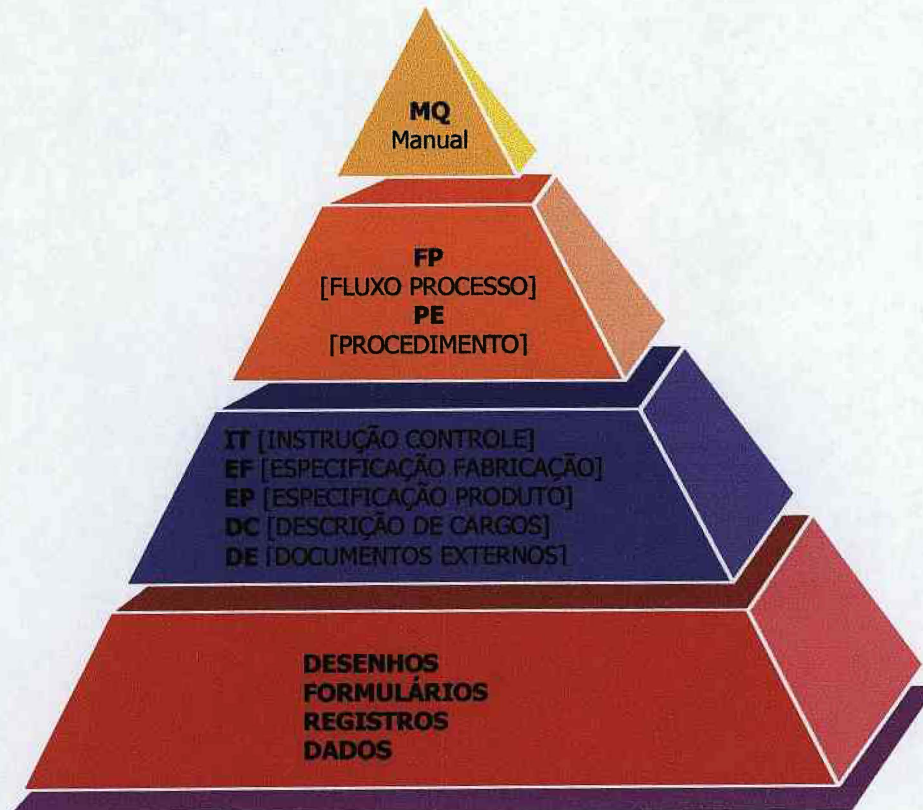 MQ
Manual
FP
[FLUXO PROCESSO]
PE
[PROCEDIMENTO]
IT [INSTRUÇÃO CONTROLE]
EF [ESPECIFICAÇÃO FABRICAÇÃO]
EP [ESPECIFICAÇÃO PRODUTO]
DC [DESCRIÇÃO DE CARGOS]
DE [DOCUMENTOS EXTERNOS]
DESENHOS
FORMULÁRIOS
REGISTROS
DADOS